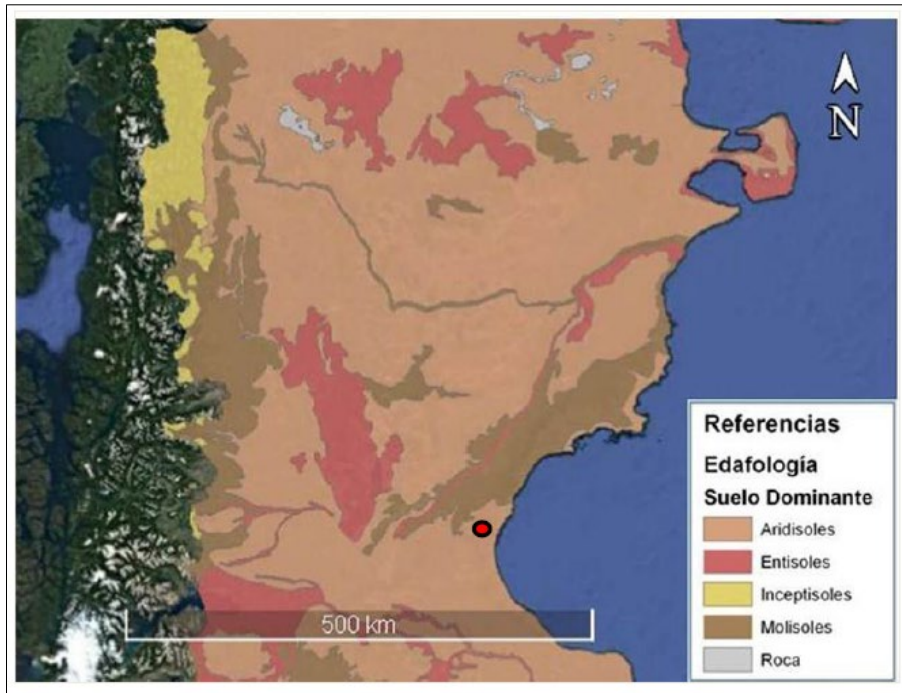 N
Referencias
Edafología
Suelo Dominante
Aridisoles
Entisoles
Inceptisoles
Molisoles
Roca
500 km